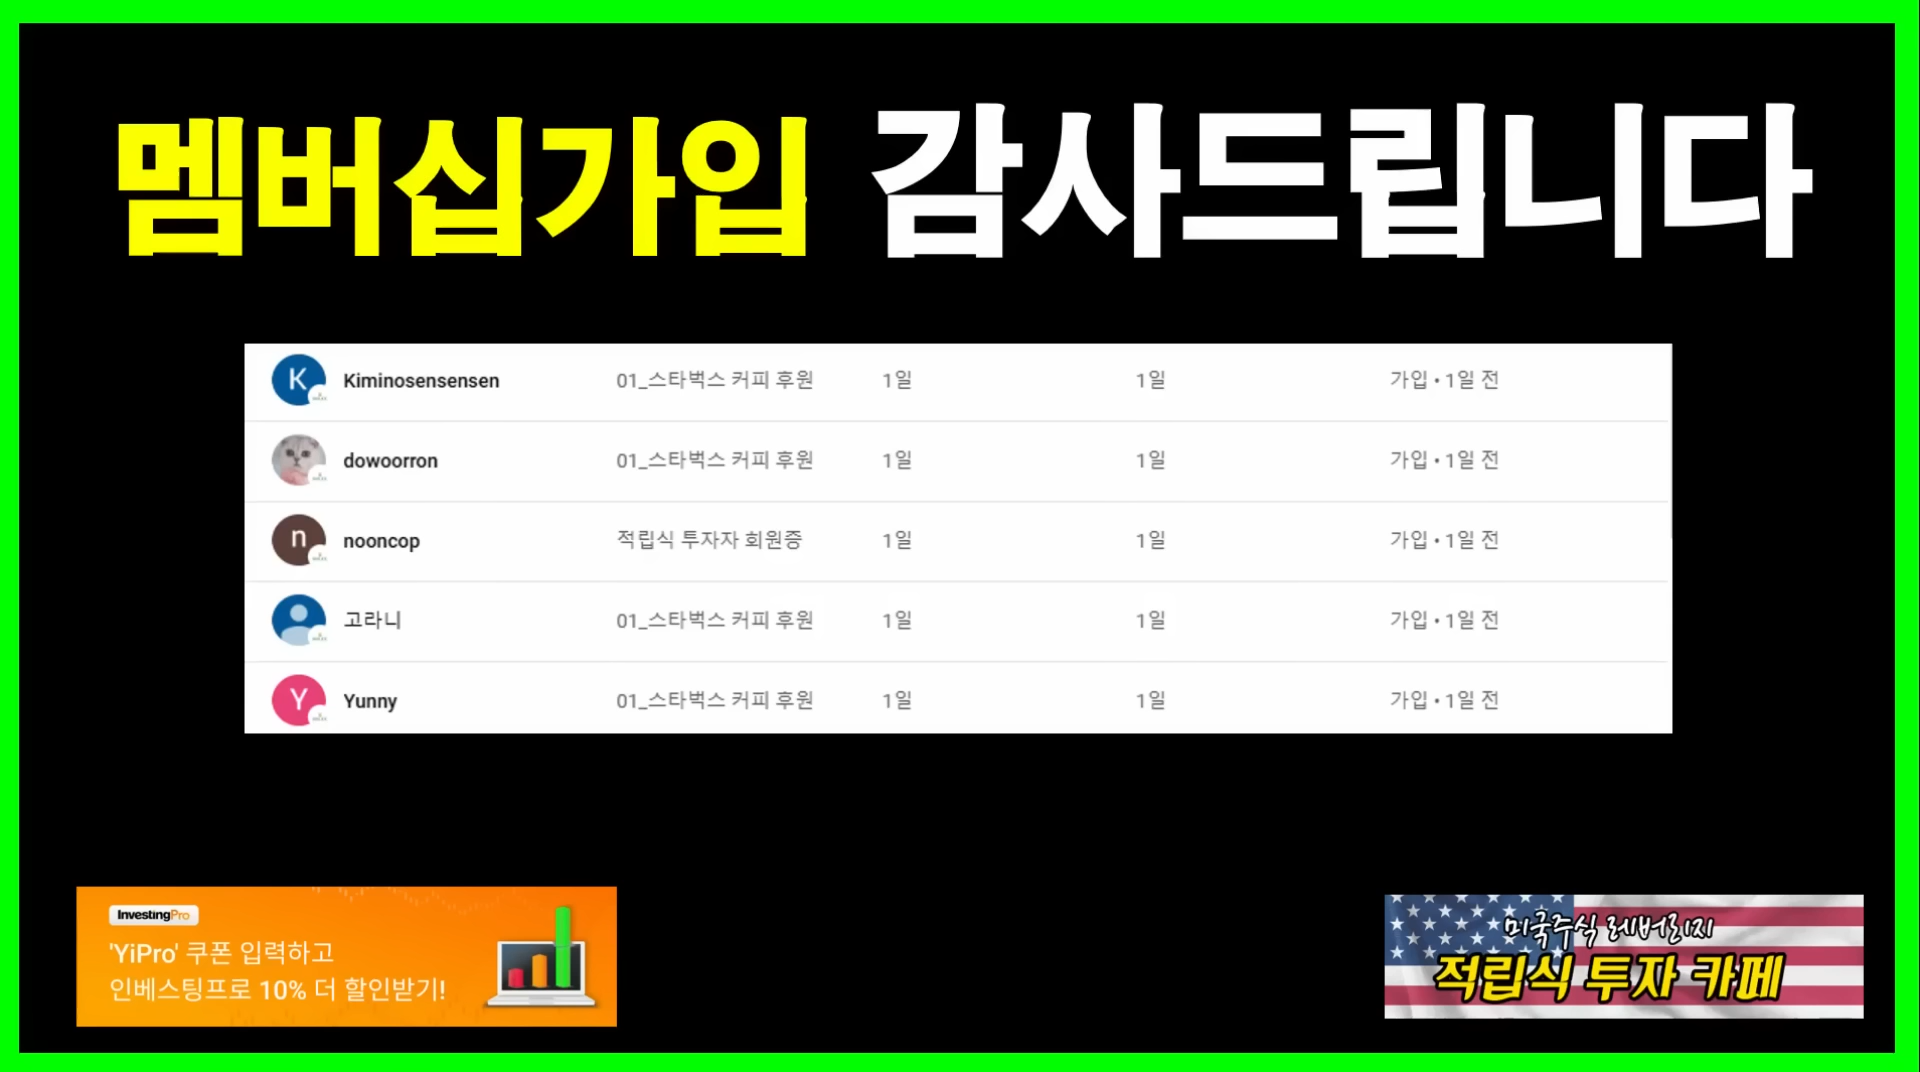 멤버십가입 감사드립니다
K Kiminosensensen 01_스타벅스 커피 후원 1일 1일 가입 • 1일 전
dowoorron 01_스타벅스 커피 후원 1일 1일 가입 • 1일 전
n nooncop 적립식 투자자 회원증 1일 1일 가입 • 1일 전
고라니 01_스타벅스 커피 후원 1일 1일 가입 • 1일 전
Y Yunny 01_스타벅스 커피 후원 1일 1일 가입 • 1일 전
InvestingPro
'YiPro' 쿠폰 입력하고
인베스팅프로 10% 더 할인받기!
미국주식 레버리지
적립식 투자 카페